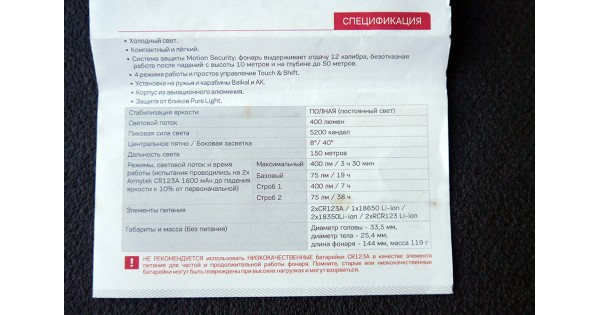 СПЕЦИФИКАЦИЯ
• Холодный свет.
• Компактный и лёгкий.
• Система защиты Motion Security: фонарь выдерживает отдачу 12 калибра, безотказная
работа после падений с высоты 10 метров и на глубине до 50 метров.
• 4 режима работы и простое управление Touch & Shift.
• Установка на ружья и карабины Baikal и АК.
• Корпус из авиационного алюминия.
• Защита от бликов Pure Light.
Стабилизация яркости ПОЛНАЯ (постоянный свет)
Световой поток 400 люмен
Пиковая сила света 5200 кандел
Центральное пятно / Боковая засветка 8°/ 40°
Дальность света 150 метров
Режимы, световой поток и время Максимальный 400 лм / 3 ч 30 мин
работы (испытания проводились на 2х
Armytek CR123A 1600 мАч до падения Базовый 75 лм / 19 ч
яркости к 10% от первоначальной) Строб 1 400 лм / 7 ч
Строб 2 75 лм / 38 ч
Элементы питания 2xCR123A / 1x18650 Li-Ion /
2x18350Li-ion / 2xRCR123 Li-Ion
Габариты и масса (без питания) Диаметр головы - 33,5 мм,
диаметр тела - 25,4 мм,
длина фонаря - 144 мм, масса 119 г
! НЕ РЕКОМЕНДУЕТСЯ использовать НИЗКОКАЧЕСТВЕННЫЕ батарейки CR123A в качестве элемента
питания для частой и продолжительной работы фонаря. Помните, старые или низкокачественные
батарейки могут быть повреждены при высоких нагрузках и могут взорваться.